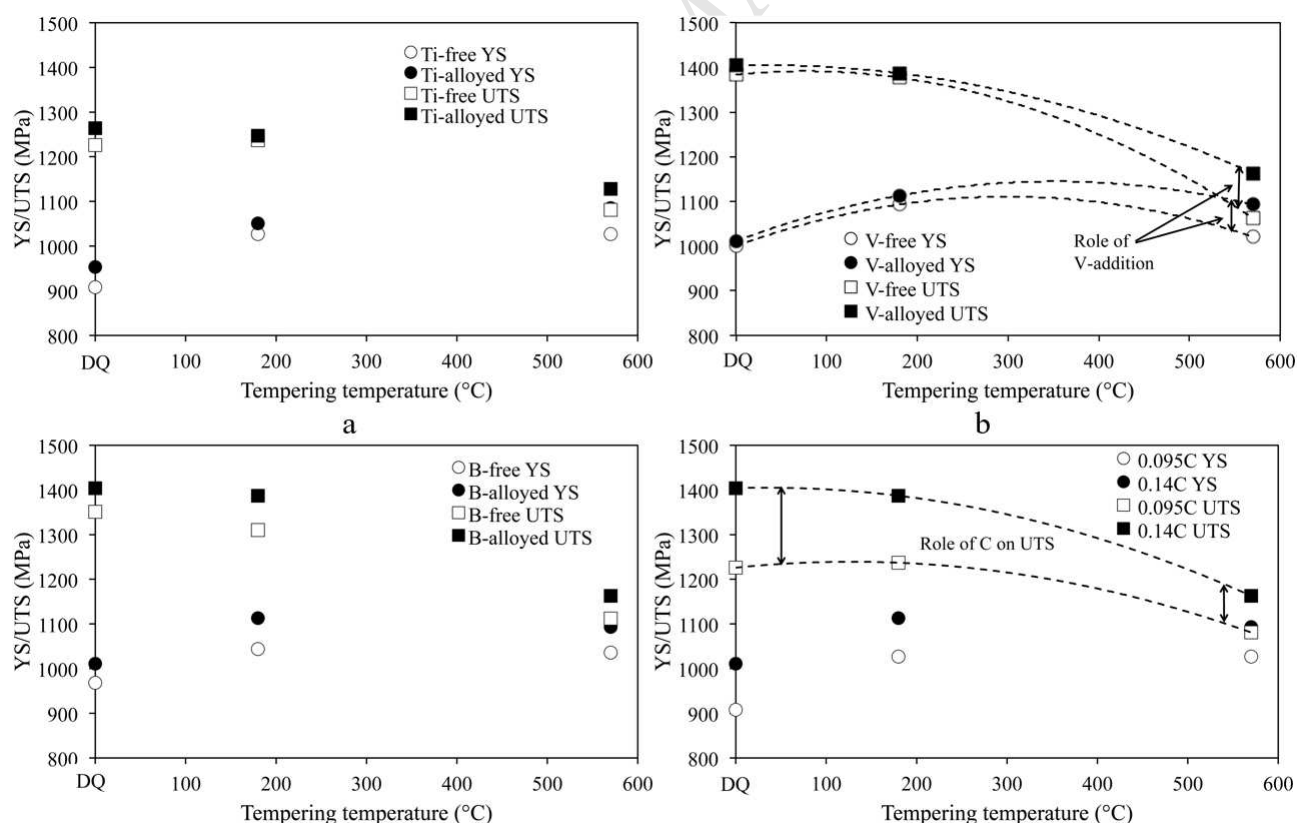 1500
1400
1300
1200
1100
1000
900
800
YS/UTS (MPa)
Ti-free YS
Ti-alloyed YS
Ti-free UTS
Ti-alloyed UTS
DQ 100 200 300 400 500 600
Tempering temperature (°C)
a
1500
1400
1300
1200
1100
1000
900
800
YS/UTS (MPa)
Role of
V-addition
V-free YS
V-alloyed YS
V-free UTS
V-alloyed UTS
DQ 100 200 300 400 500 600
Tempering temperature (°C)
b
1500
1400
1300
1200
1100
1000
900
800
YS/UTS (MPa)
B-free YS
B-alloyed YS
B-free UTS
B-alloyed UTS
DQ 100 200 300 400 500 600
Tempering temperature (°C)
1500
1400
1300
1200
1100
1000
900
800
YS/UTS (MPa)
0.095C YS
0.14C YS
0.095C UTS
0.14C UTS
Role of C on UTS
DQ 100 200 300 400 500 600
Tempering temperature (°C)